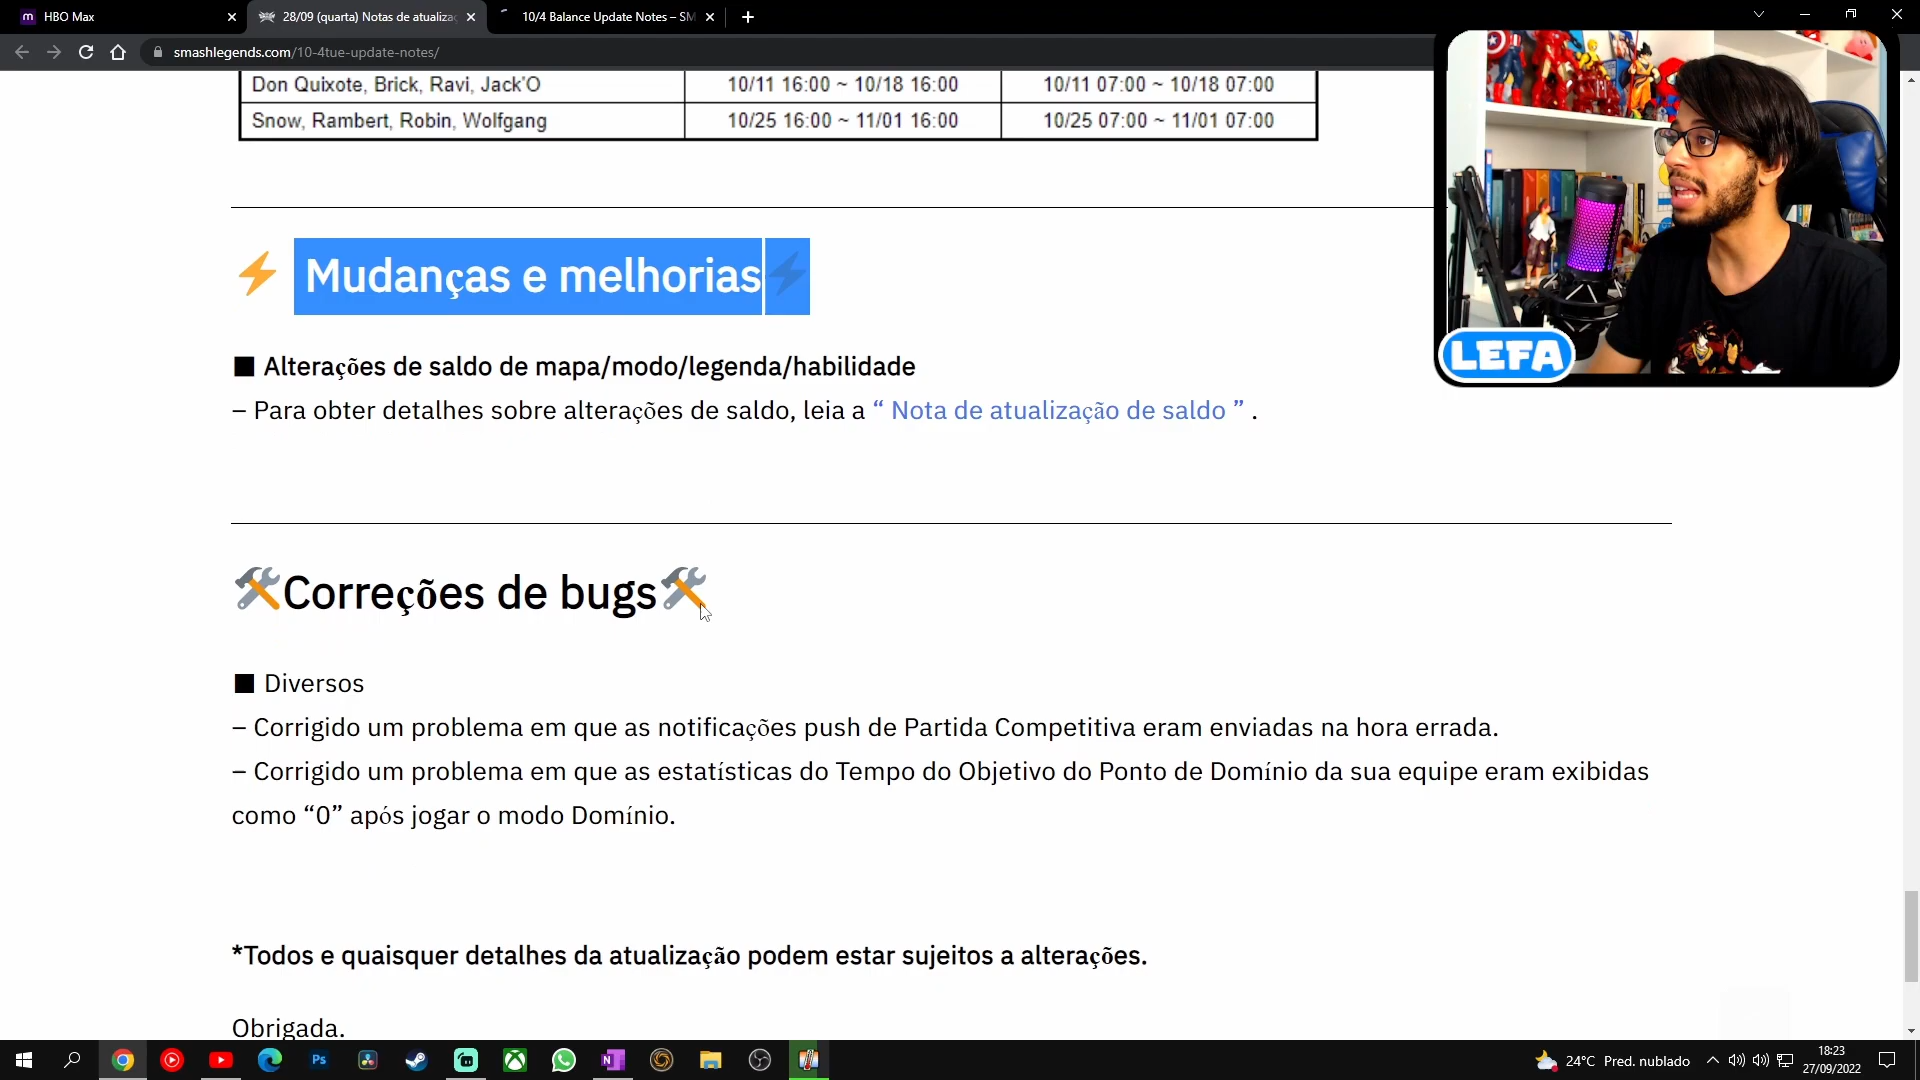 HBO Max
28/09 (quarta) Notas de atualizaç
10/4 Balance Update Notes – SM
smashlegends.com/10-4tue-update-notes/
Don Quixote, Brick, Ravi, Jack'O 10/11 16:00 ~ 10/18 16:00 10/11 07:00 ~ 10/18 07:00
Snow, Rambert, Robin, Wolfgang 10/25 16:00 ~ 11/01 16:00 10/25 07:00 ~ 11/01 07:00
⚡ Mudanças e melhorias⚡
LEFA
■ Alterações de saldo de mapa/modo/legenda/habilidade
– Para obter detalhes sobre alterações de saldo, leia a “ Nota de atualização de saldo ” .
🛠Correções de bugs🛠
■ Diversos
– Corrigido um problema em que as notificações push de Partida Competitiva eram enviadas na hora errada.
– Corrigido um problema em que as estatísticas do Tempo do Objetivo do Ponto de Domínio da sua equipe eram exibidas
como “0” após jogar o modo Domínio.
*Todos e quaisquer detalhes da atualização podem estar sujeitos a alterações.
Obrigada.
24°C Pred. nublado
18:23
27/09/2022